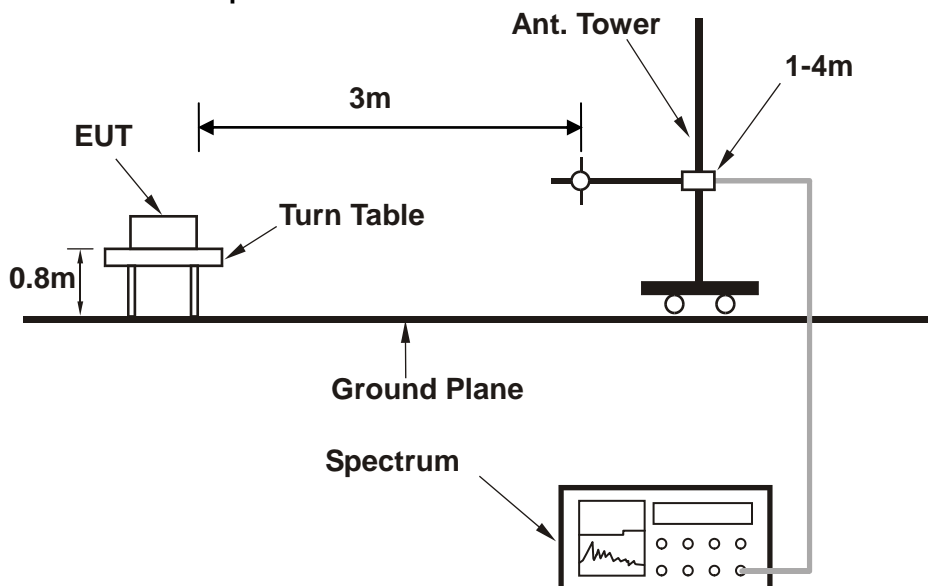 Ant. Tower
1-4m
3m
EUT
Turn Table
0.8m
Ground Plane
Spectrum